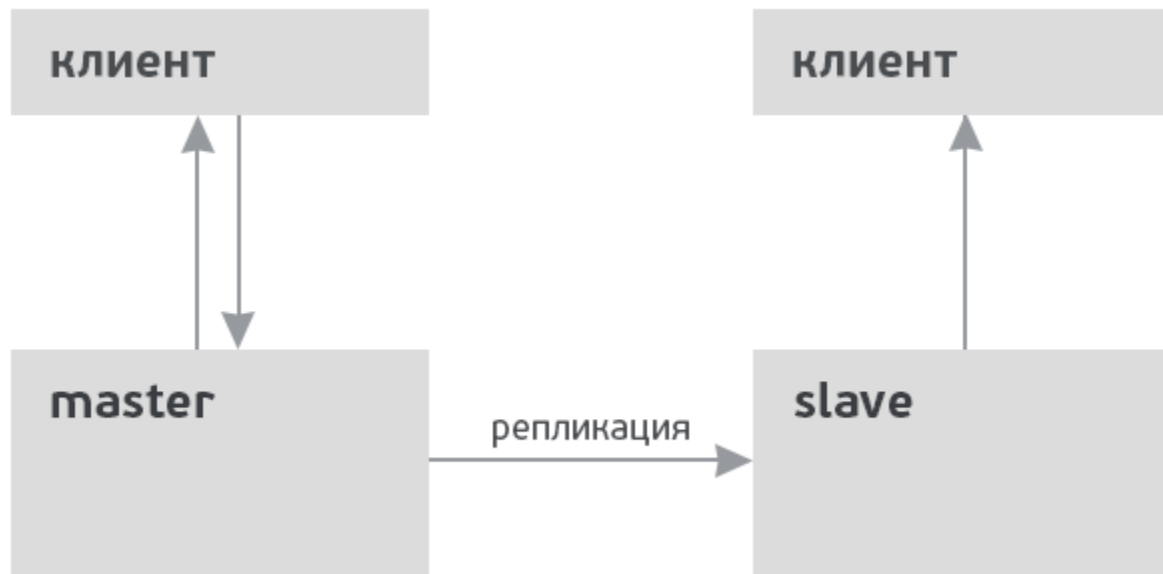 клиент
клиент
master
slave
репликация